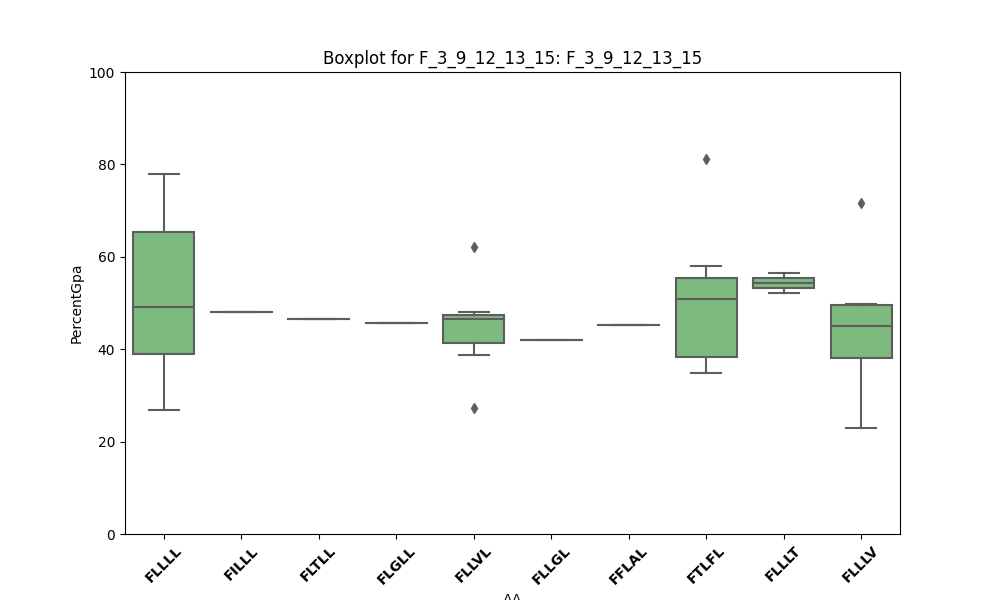 Boxplot for F_3_9_12_13_15: F_3_9_12_13_15
100
80
60
40
20
0
PercentGpa
FLLLL
FILLL
FLTLL
FLGLL
FLLVL
FLLGL
FFLAL
FTLFL
FLLLT
FLLLV
AA